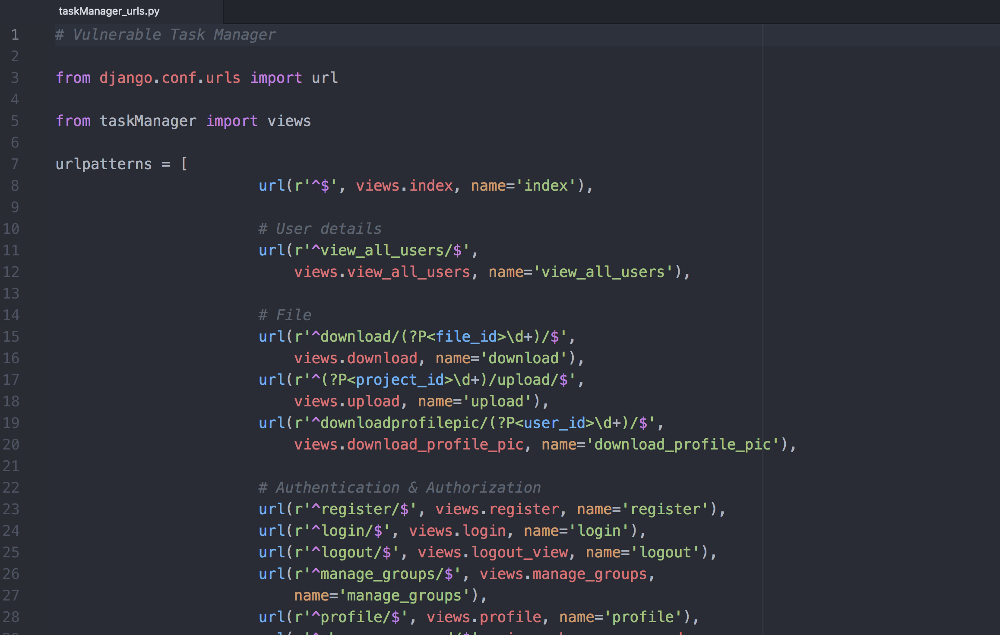 taskManager_urls.py
1 # Vulnerable Task Manager
2
3 from django.conf.urls import url
4
5 from taskManager import views
6
7 urlpatterns = [
8 url(r'^$', views.index, name='index'),
9
10 # User details
11 url(r'^view_all_users/$',
12 views.view_all_users, name='view_all_users'),
13
14 # File
15 url(r'^download/(?P<file_id>\d+)/$',
16 views.download, name='download'),
17 url(r'^(?P<project_id>\d+)/upload/$',
18 views.upload, name='upload'),
19 url(r'^downloadprofilepic/(?P<user_id>\d+)/$',
20 views.download_profile_pic, name='download_profile_pic'),
21
22 # Authentication & Authorization
23 url(r'^register/$', views.register, name='register'),
24 url(r'^login/$', views.login, name='login'),
25 url(r'^logout/$', views.logout_view, name='logout'),
26 url(r'^manage_groups/$', views.manage_groups,
27 name='manage_groups'),
28 url(r'^profile/$', views.profile, name='profile'),